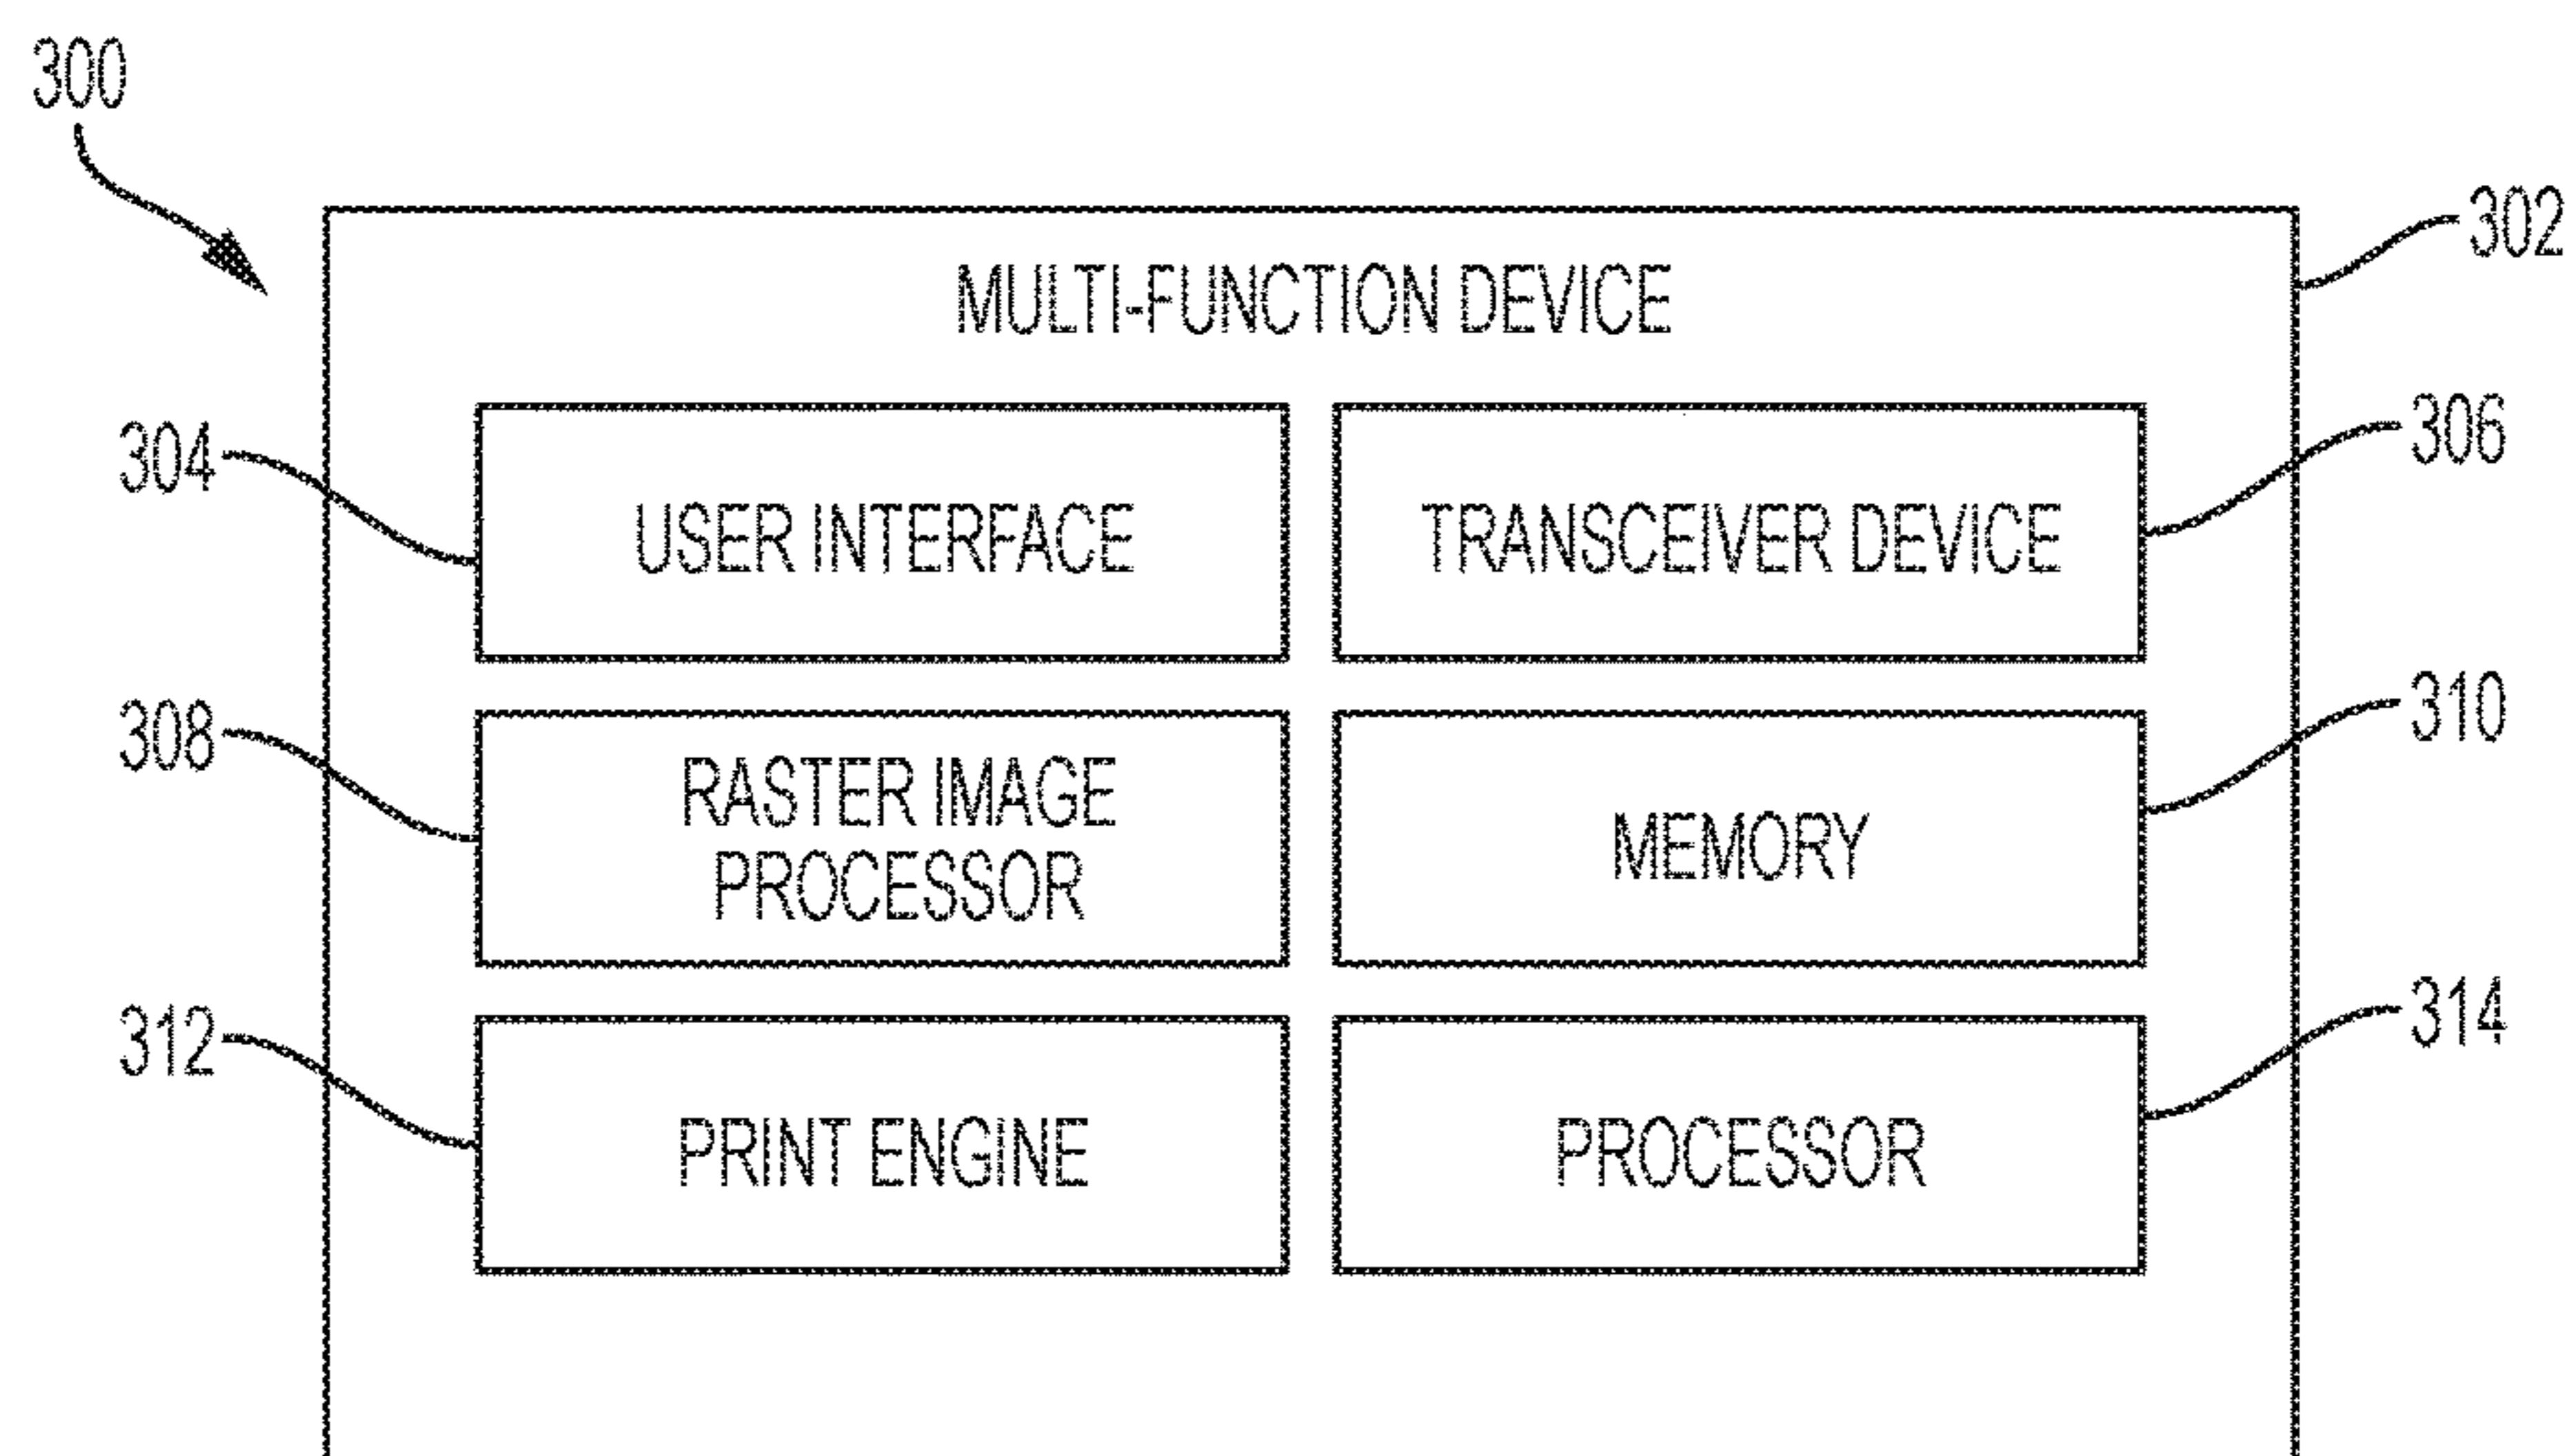 300
302
MULTI-FUNCTION DEVICE
304
306
USER INTERFACE
TRANSCEIVER DEVICE
308
310
RASTER IMAGE
PROCESSOR
MEMORY
312
314
PRINT ENGINE
PROCESSOR